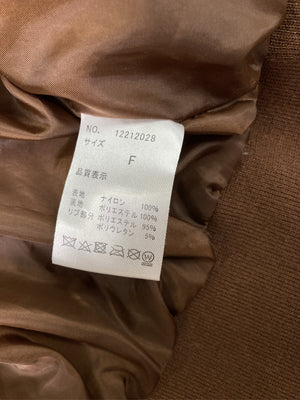 NO. 12212028
サイズ
F
品質表示
表地 ナイロン 100%
裏地 ポリエステル 100%
リブ部分 ポリエステル 95%
ポリウレタン 5%
W